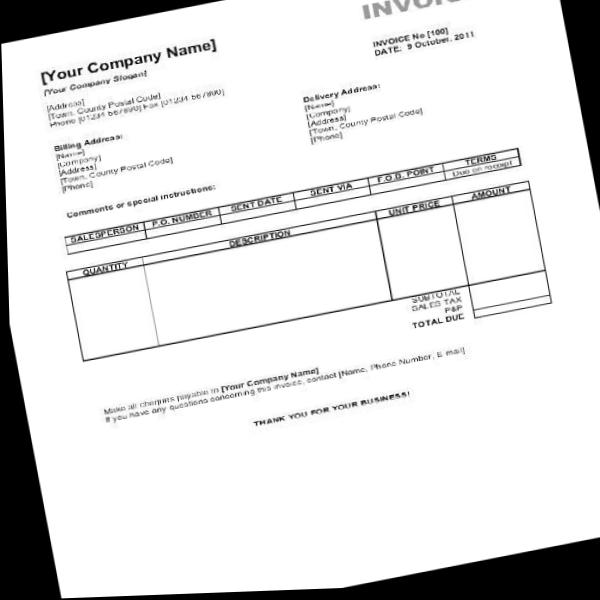 INVOIC
[Your Company Name]
[Your Company Slogan]
INVOICE No [100]
DATE: 9 October, 2011
[Address]
[Town, County Postal Code]
Phone [01234 567890] Fax [01234 567890]
Delivery Address:
[Name]
[Company]
[Address]
[Town, County Postal Code]
[Phone]
Billing Address:
[Name]
[Company]
[Address]
[Town, County Postal Code]
[Phone]
Comments or special instructions:
SALESPERSON P.O. NUMBER SENT DATE SENT VIA F.O.B. POINT TERMS
Due on receipt
QUANTITY DESCRIPTION UNIT PRICE AMOUNT
SUBTOTAL
SALES TAX
P&P
TOTAL DUE
Make all cheques payable to [Your Company Name]
If you have any questions concerning this invoice, contact [Name, Phone Number, E-mail]
THANK YOU FOR YOUR BUSINESS!